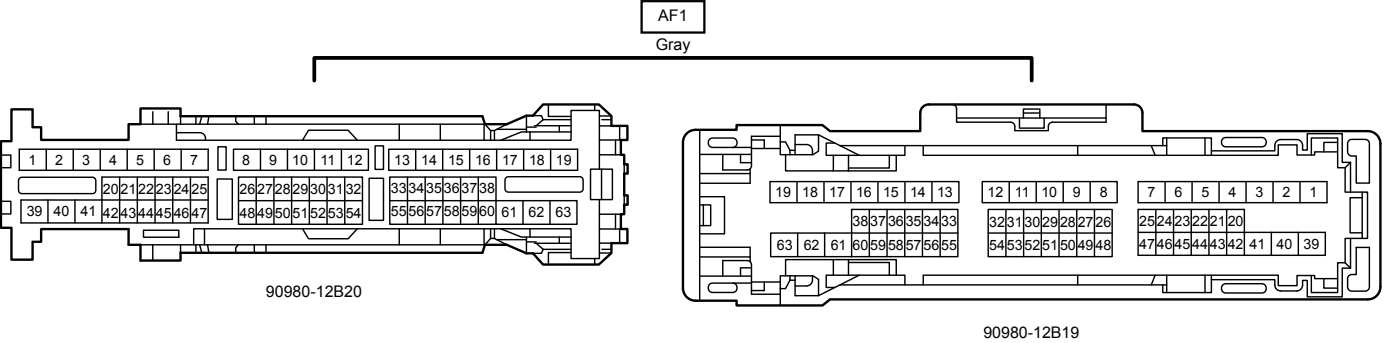 AF1
Gray
1 2 3 4 5 6 7 8 9 10 11 12 13 14 15 16 17 18 19
20 21 22 23 24 25 26 27 28 29 30 31 32 33 34 35 36 37 38
39 40 41 42 43 44 45 46 47 48 49 50 51 52 53 54 55 56 57 58 59 60 61 62 63
90980-12B20
19 18 17 16 15 14 13 12 11 10 9 8 7 6 5 4 3 2 1
38 37 36 35 34 33 32 31 30 29 28 27 26 25 24 23 22 21 20
63 62 61 60 59 58 57 56 55 54 53 52 51 50 49 48 47 46 45 44 43 42 41 40 39
90980-12B19